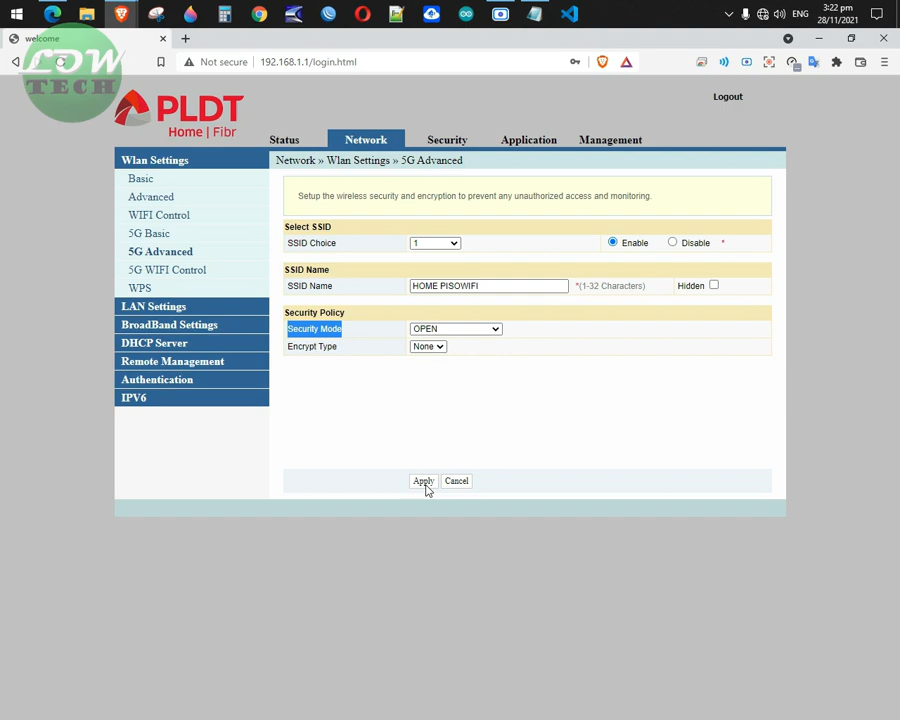 ENG
3:22 pm
28/11/2021
welcome
Not secure
192.168.1.1/login.html
LOW
TECH
PLDT
Home | Fibr
Logout
Status
Network
Security
Application
Management
Wlan Settings
Basic
Advanced
WIFI Control
5G Basic
5G Advanced
5G WIFI Control
WPS
LAN Settings
BroadBand Settings
DHCP Server
Remote Management
Authentication
IPV6
Network » Wlan Settings » 5G Advanced
Setup the wireless security and encryption to prevent any unauthorized access and monitoring.
Select SSID
SSID Choice 1 Enable Disable *
SSID Name
SSID Name HOME PISOWIFI *(1-32 Characters) Hidden
Security Policy
Security Mode OPEN
Encrypt Type None
Apply Cancel